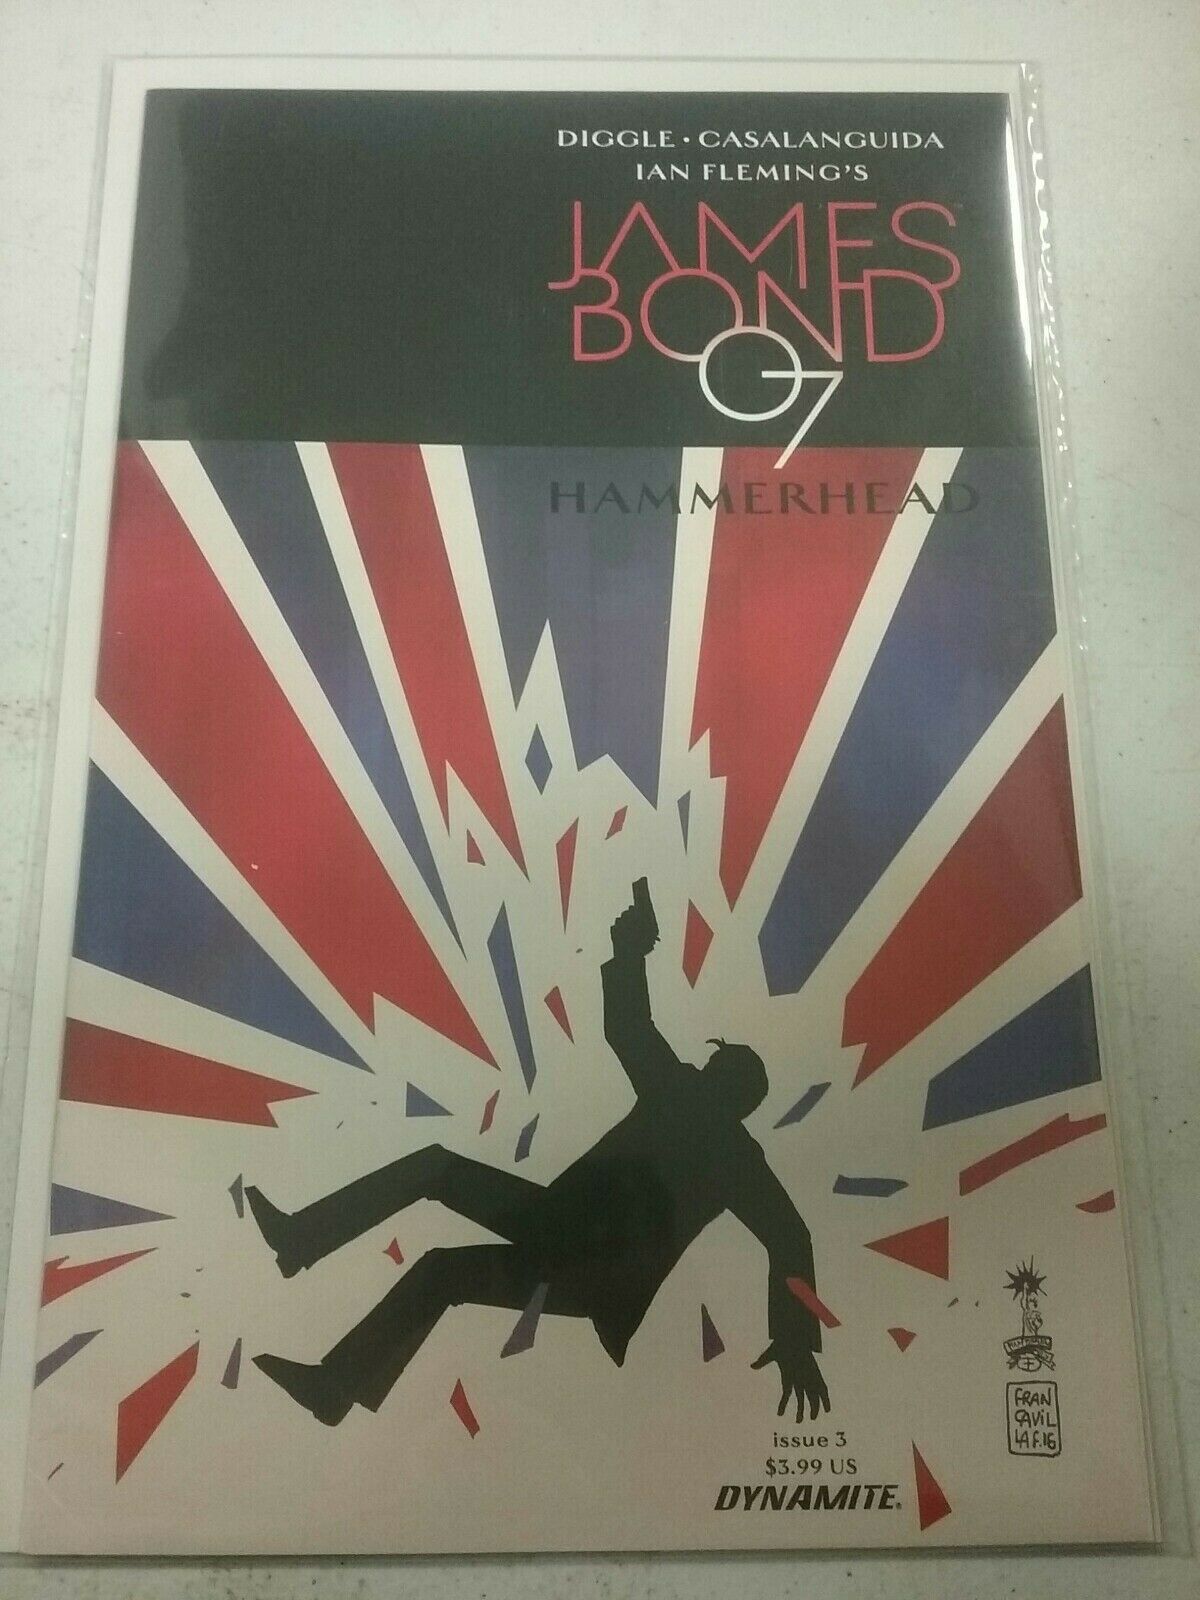 DIGGLE • CASALANGUIDA
IAN FLEMING'S
JAMES
BOND
007
HAMMERHEAD
FRAN
CAVIL
LA F.16
issue 3
$3.99 US
DYNAMITE.